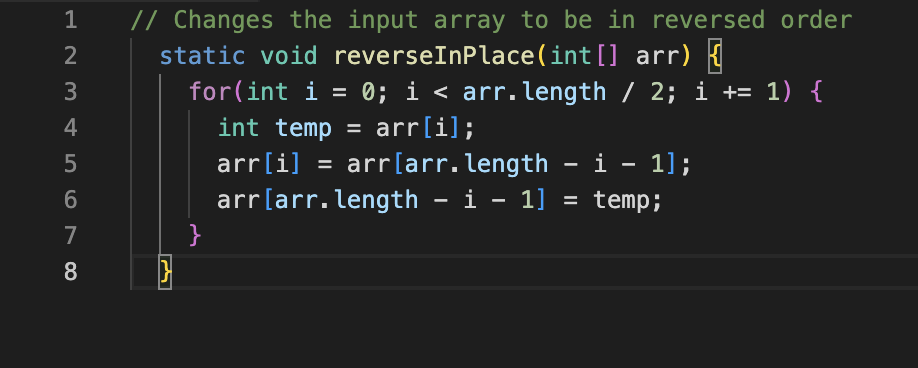 1 // Changes the input array to be in reversed order
2 static void reverseInPlace(int[] arr) {
3 for(int i = 0; i < arr.length / 2; i += 1) {
4 int temp = arr[i];
5 arr[i] = arr[arr.length - i - 1];
6 arr[arr.length - i - 1] = temp;
7 }
8 }